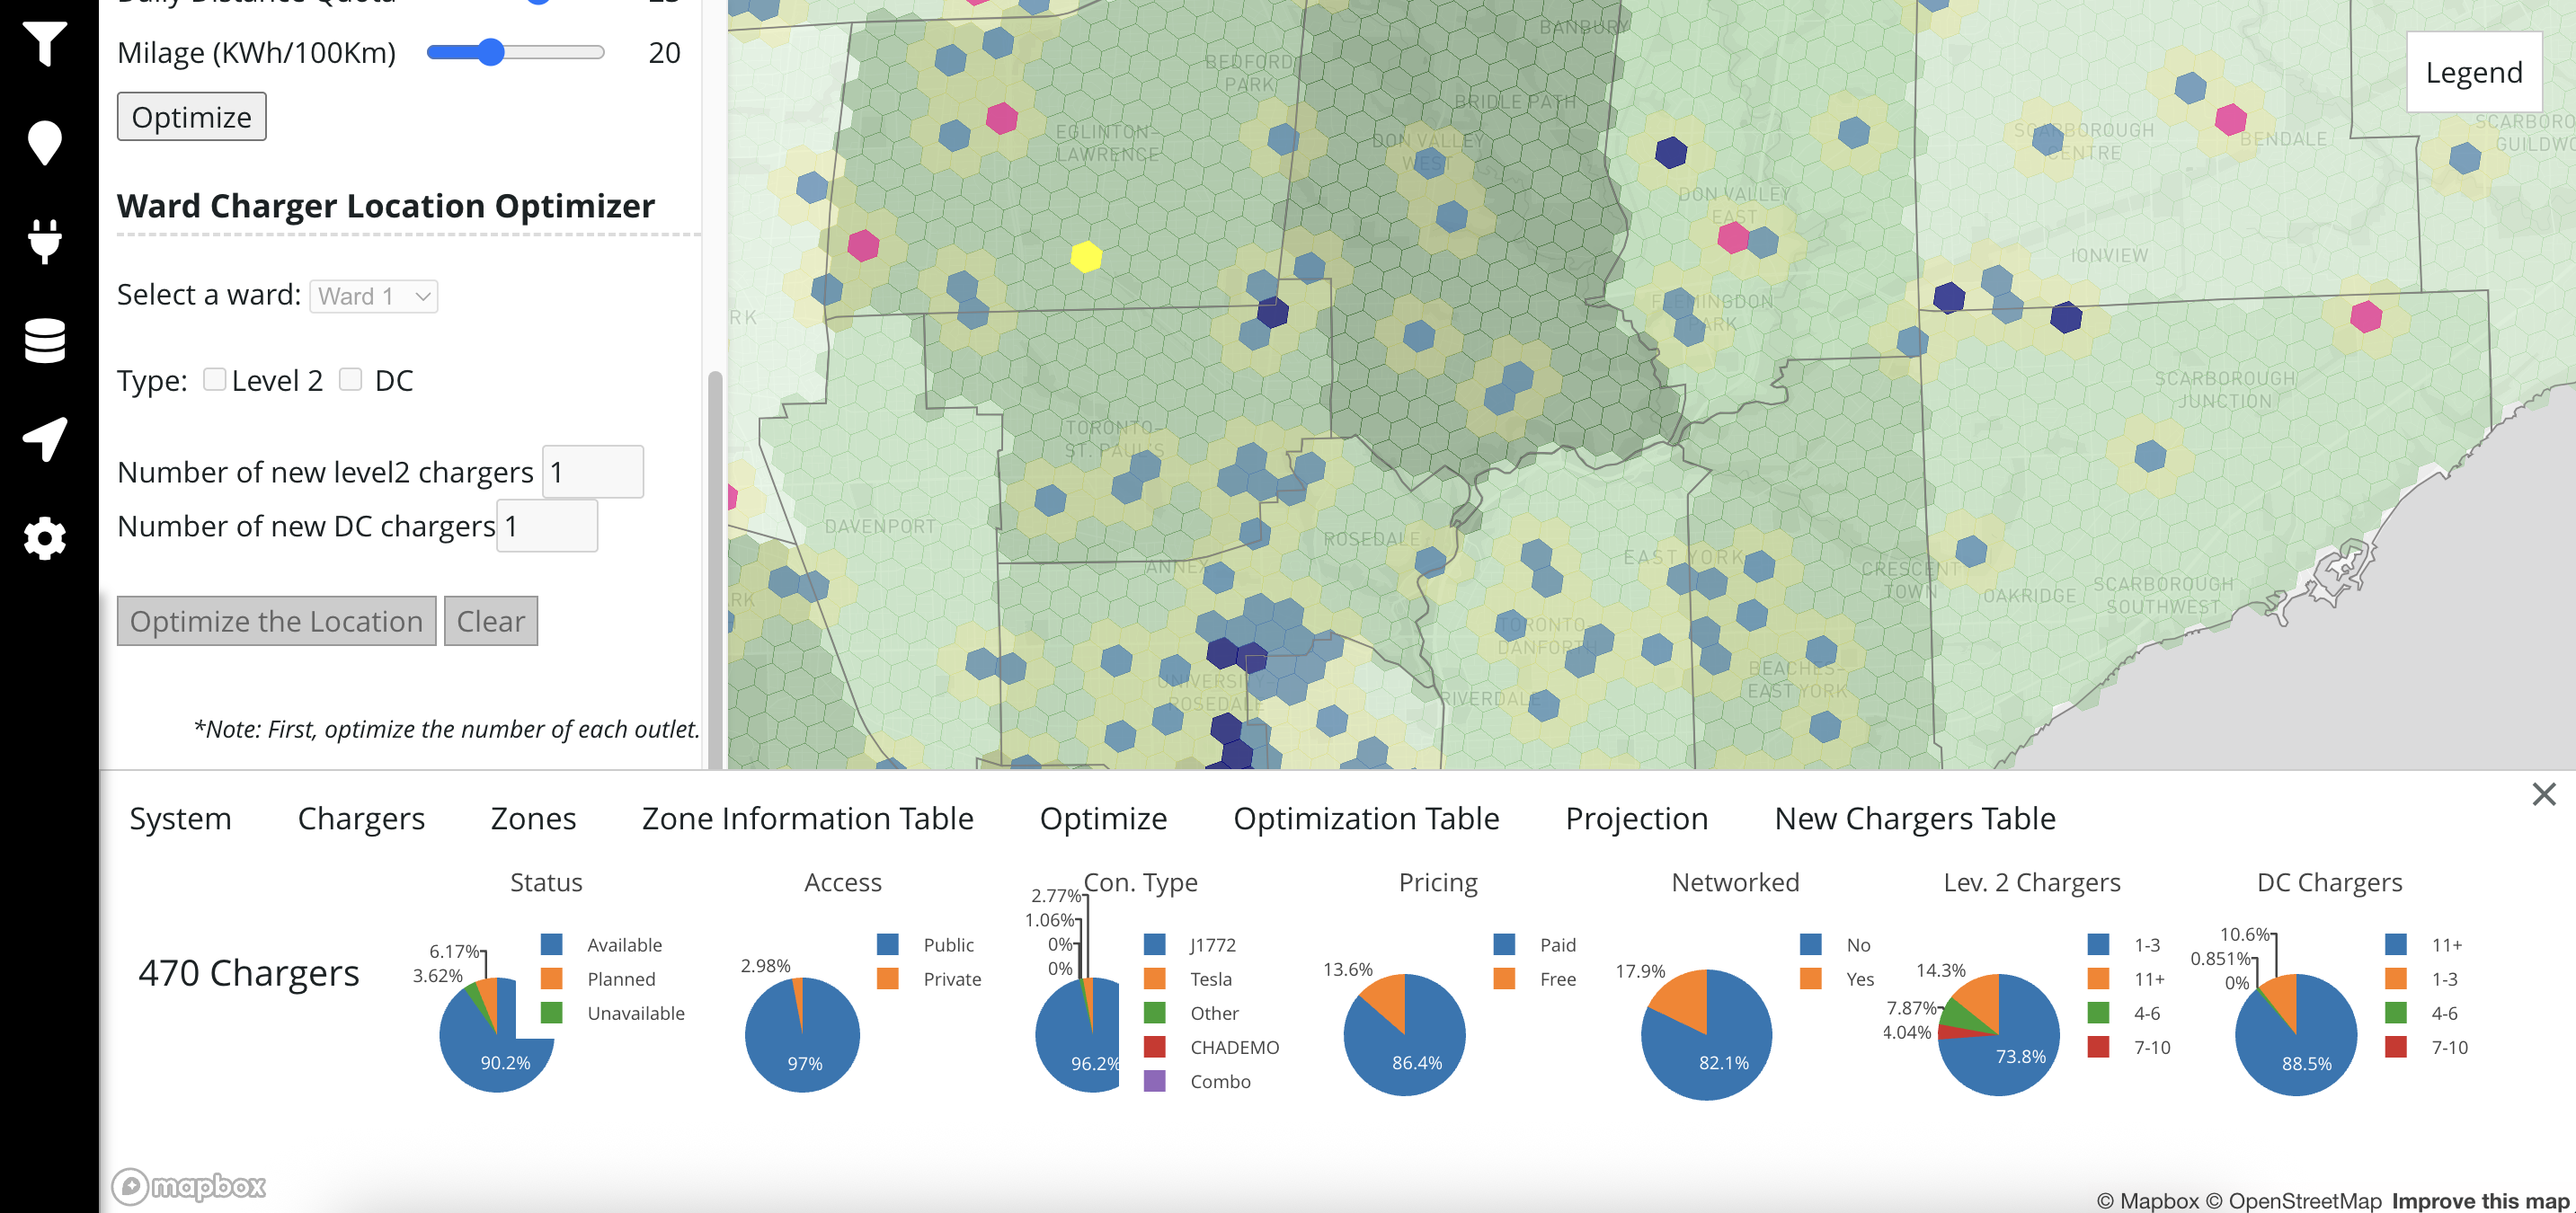 Daily Distance Quota 25
Milage (KWh/100Km) 20
Optimize
Ward Charger Location Optimizer
Select a ward: Ward 1
Type: Level 2 DC
Number of new level2 chargers 1
Number of new DC chargers 1
Optimize the Location Clear
*Note: First, optimize the number of each outlet.
Legend
BANBURY
BEDFORD
PARK
BRIDLE PATH
EGLINTON-
LAWRENCE
DON VALLEY
WEST
SCARBOROUGH
CENTRE
BENDALE
SCARBORO
GUILDWO
DON VALLEY
EAST
IONVIEW
FLEMINGDON
PARK
RK
SCARBOROUGH
JUNCTION
TORONTO-
ST. PAUL'S
DAVENPORT
ROSEDALE
ANNEX
EAST YORK
CRESCENT
TOWN
OAKRIDGE
SCARBOROUGH
SOUTHWEST
RK
TORONTO-
DANFORTH
UNIVERSITY-
ROSEDALE
RIVERDALE
BEACHES-
EAST YORK
System Chargers Zones Zone Information Table Optimize Optimization Table Projection New Chargers Table
470 Chargers
Status
6.17%
3.62%
90.2%
Available
Planned
Unavailable
Access
2.98%
97%
Public
Private
Con. Type
2.77%
1.06%
0%
0%
96.2%
J1772
Tesla
Other
CHADEMO
Combo
Pricing
13.6%
86.4%
Paid
Free
Networked
17.9%
82.1%
No
Yes
Lev. 2 Chargers
14.3%
7.87%
4.04%
73.8%
1-3
11+
4-6
7-10
DC Chargers
10.6%
0.851%
0%
88.5%
11+
1-3
4-6
7-10
mapbox
© Mapbox © OpenStreetMap Improve this map